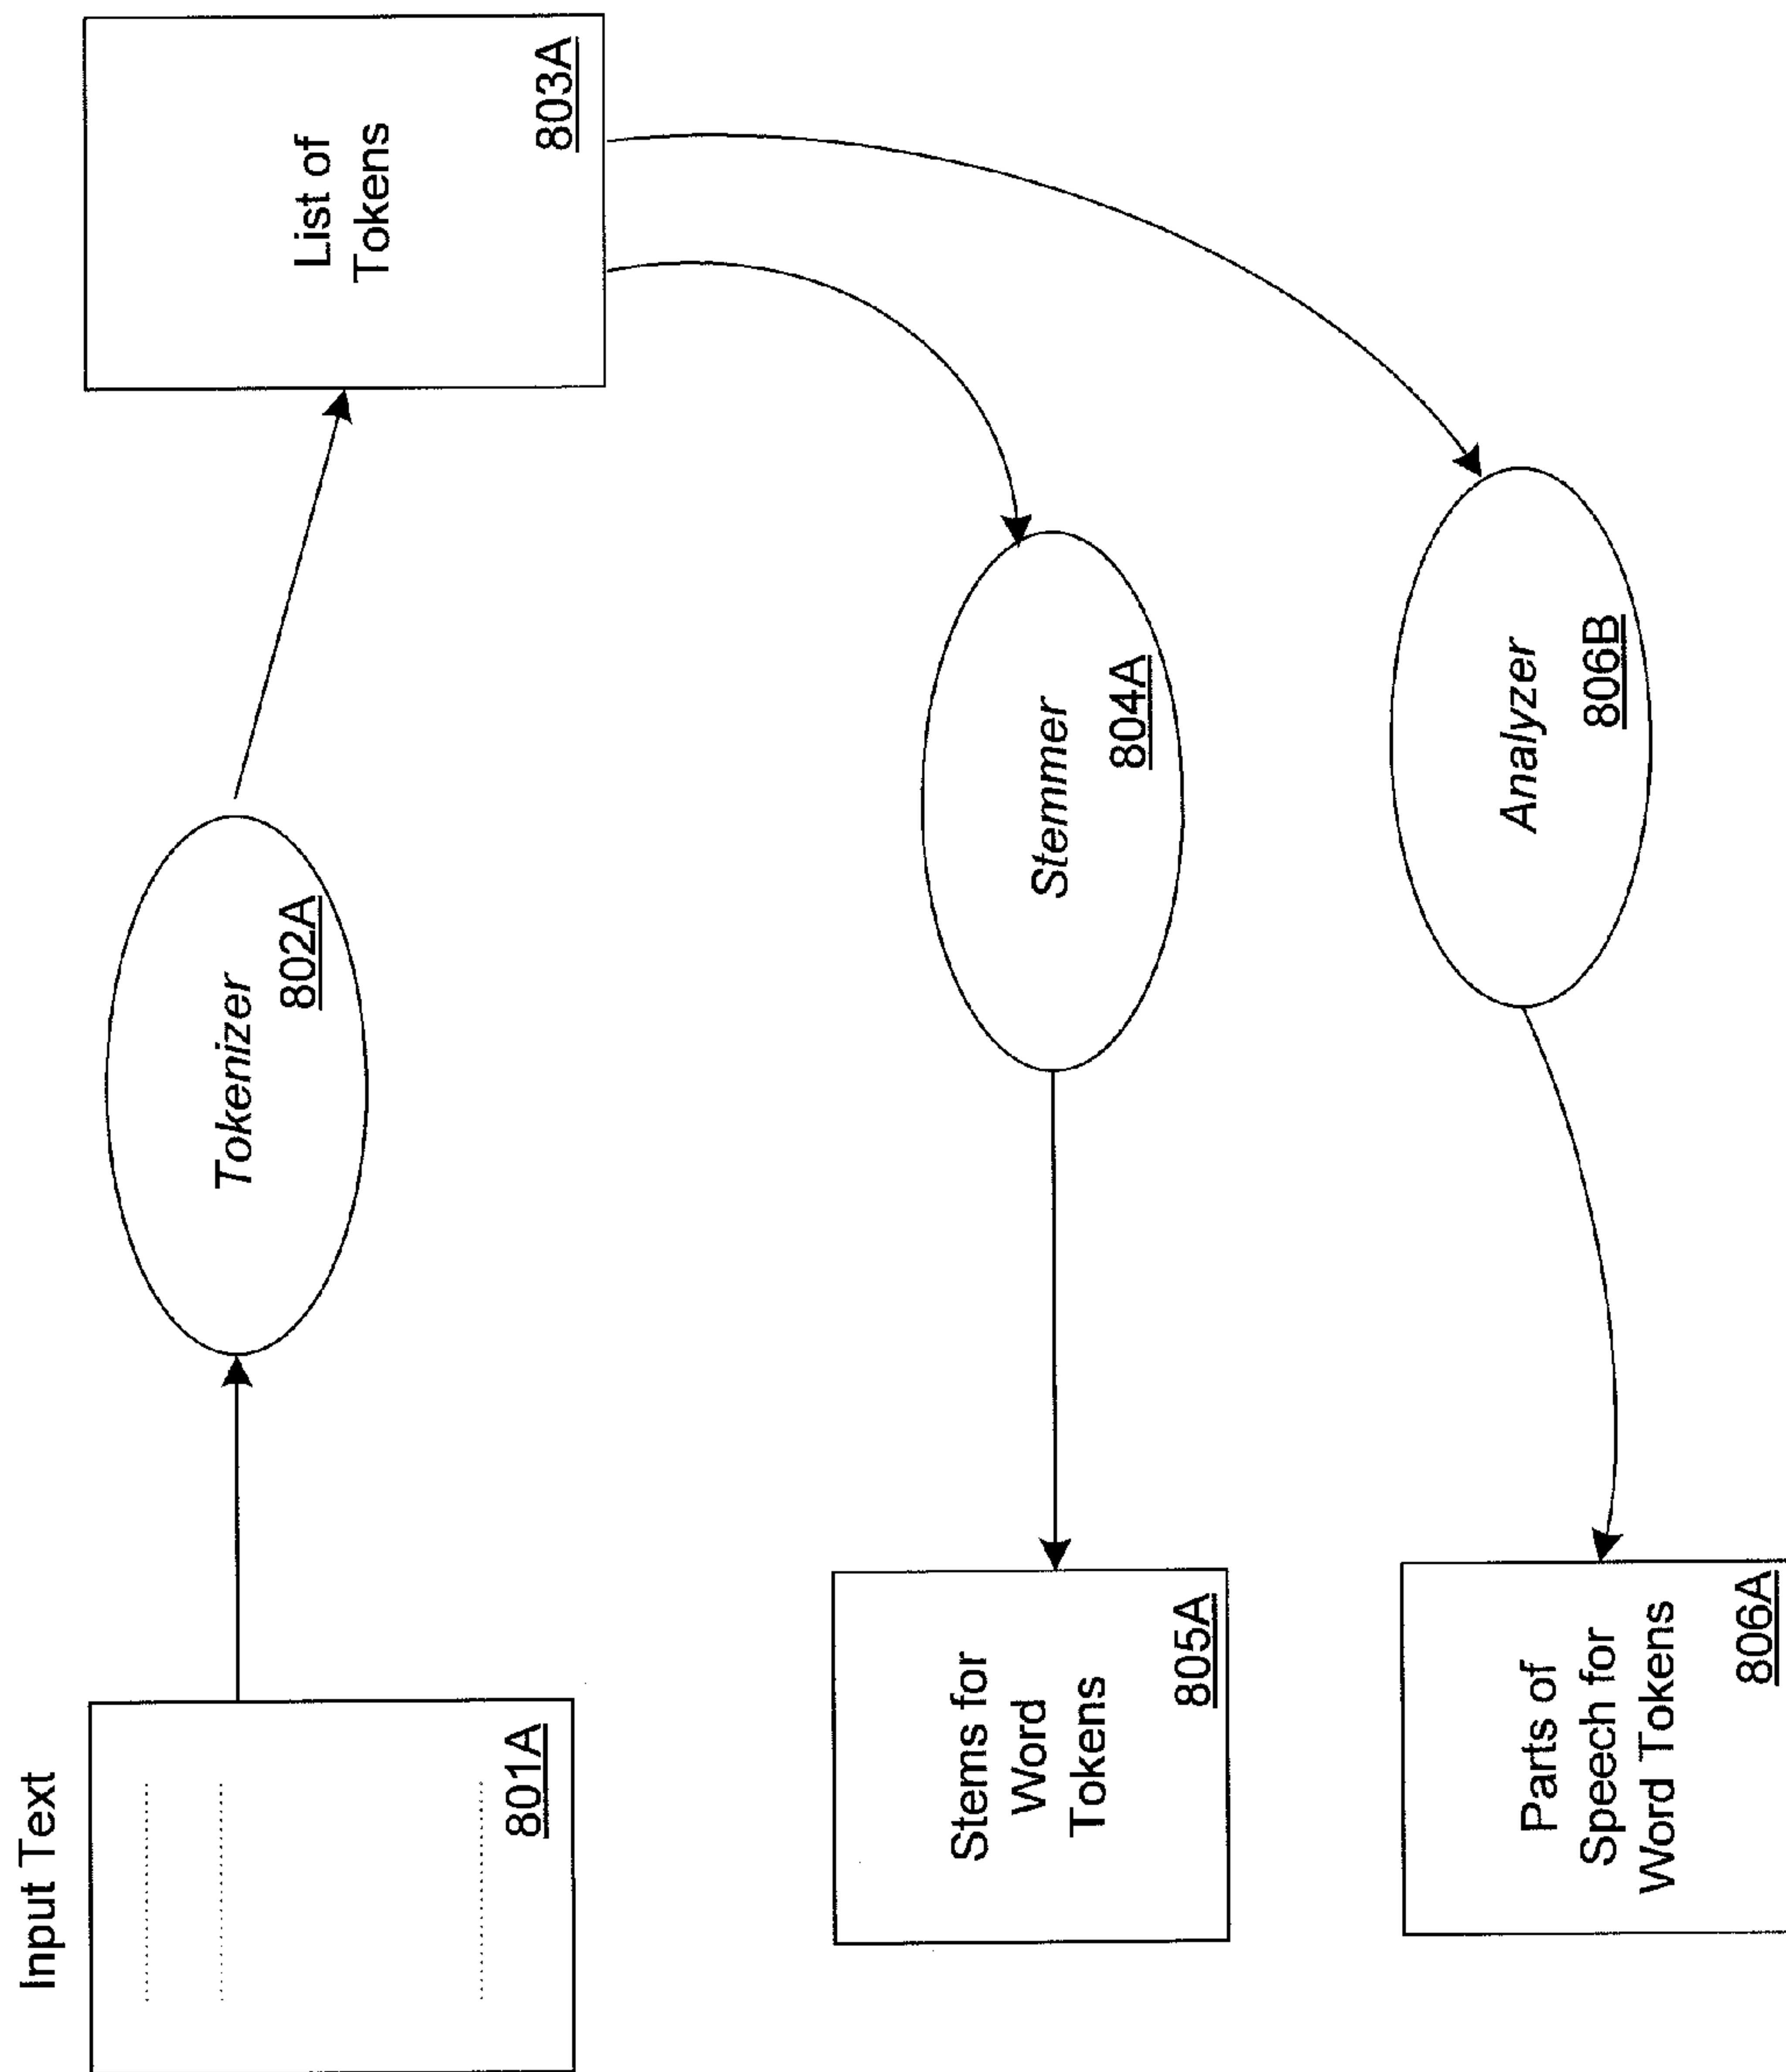 Input Text
801A
Tokenizer
802A
List of
Tokens
803A
Stemmer
804A
Stems for
Word
Tokens
805A
Analyzer
806B
Parts of
Speech for
Word Tokens
806A